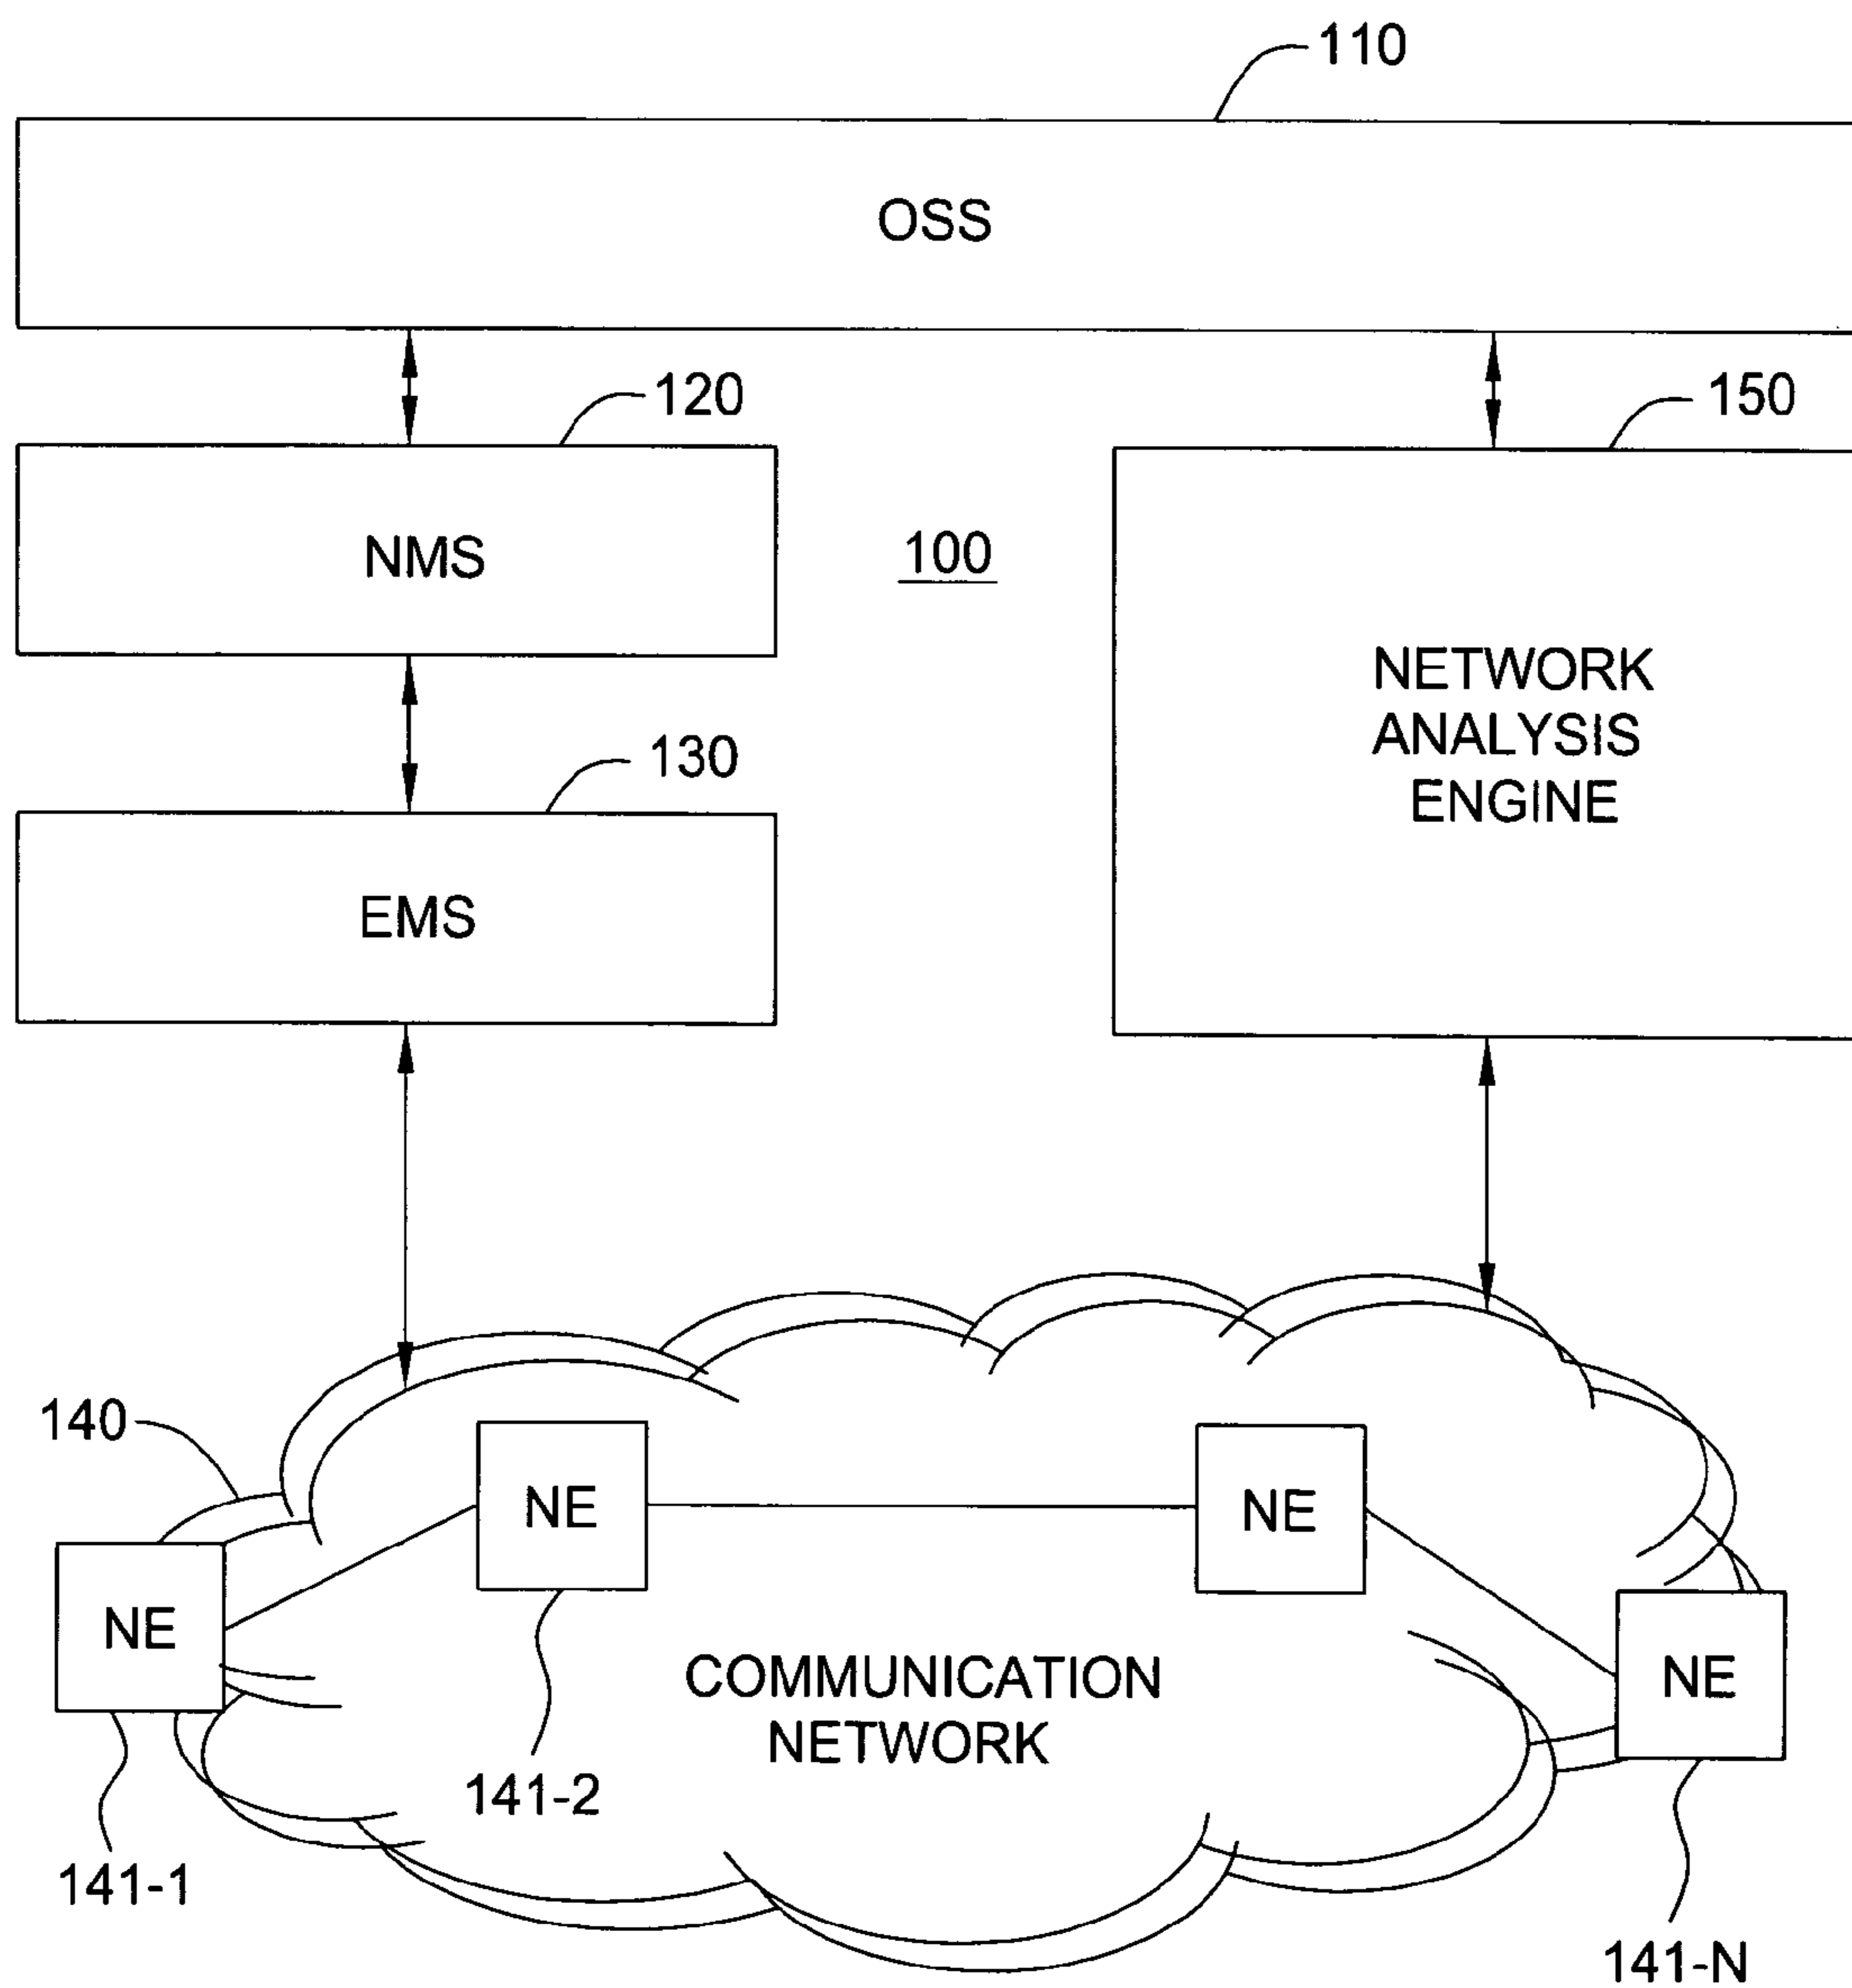 110
OSS
120
150
NMS
100
NETWORK
ANALYSIS
ENGINE
130
EMS
140
NE
NE
NE
NE
COMMUNICATION
NETWORK
141-2
141-1
141-N